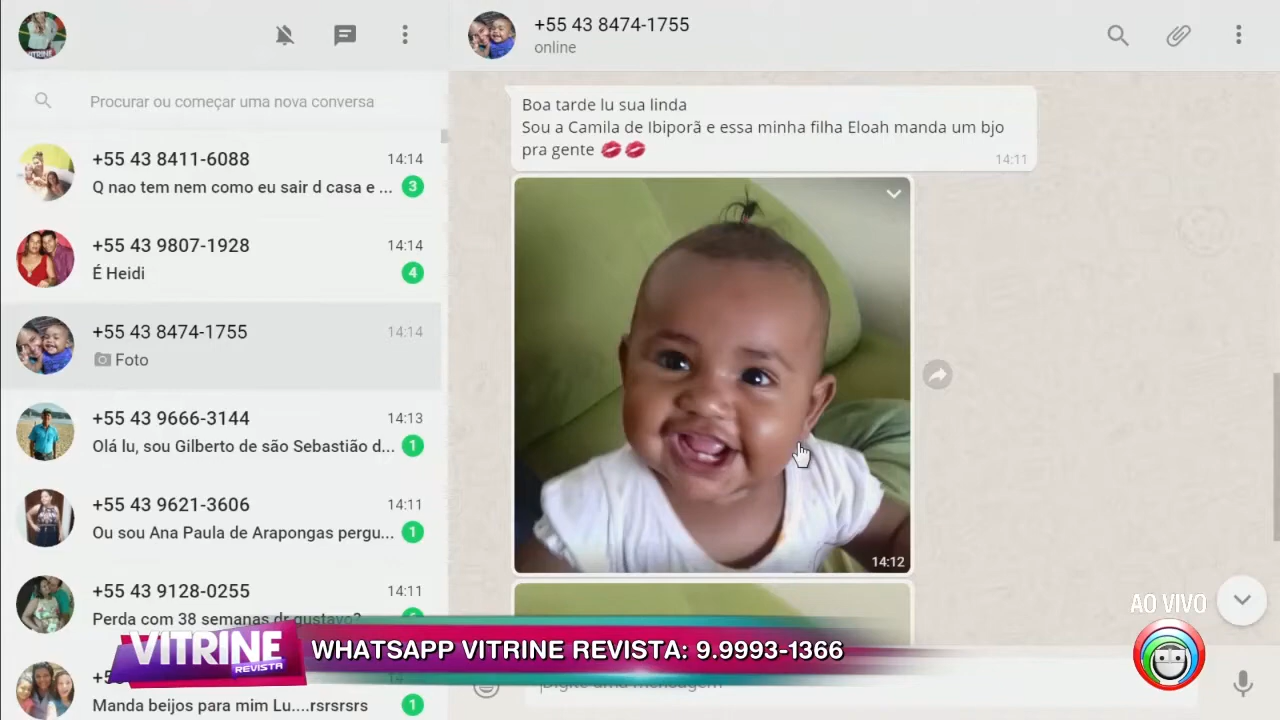 VITRINE
Procurar ou começar uma nova conversa
+55 43 8411-6088
14:14
Q nao tem nem como eu sair d casa e ...
3
+55 43 9807-1928
14:14
É Heidi
4
+55 43 8474-1755
14:14
Foto
+55 43 9666-3144
14:13
Olá lu, sou Gilberto de são Sebastião d...
1
+55 43 9621-3606
14:11
Ou sou Ana Paula de Arapongas pergu...
1
+55 43 9128-0255
14:11
Perda com 38 semanas dr gustavo?
Manda beijos para mim Lu....rsrsrsrs
1
+55 43 8474-1755
online
Boa tarde lu sua linda
Sou a Camila de Ibiporã e essa minha filha Eloah manda um bjo
pra gente 💋💋
14:11
14:12
AO VIVO
VITRINE
REVISTA
WHATSAPP VITRINE REVISTA: 9.9993-1366
Digite uma mensagem